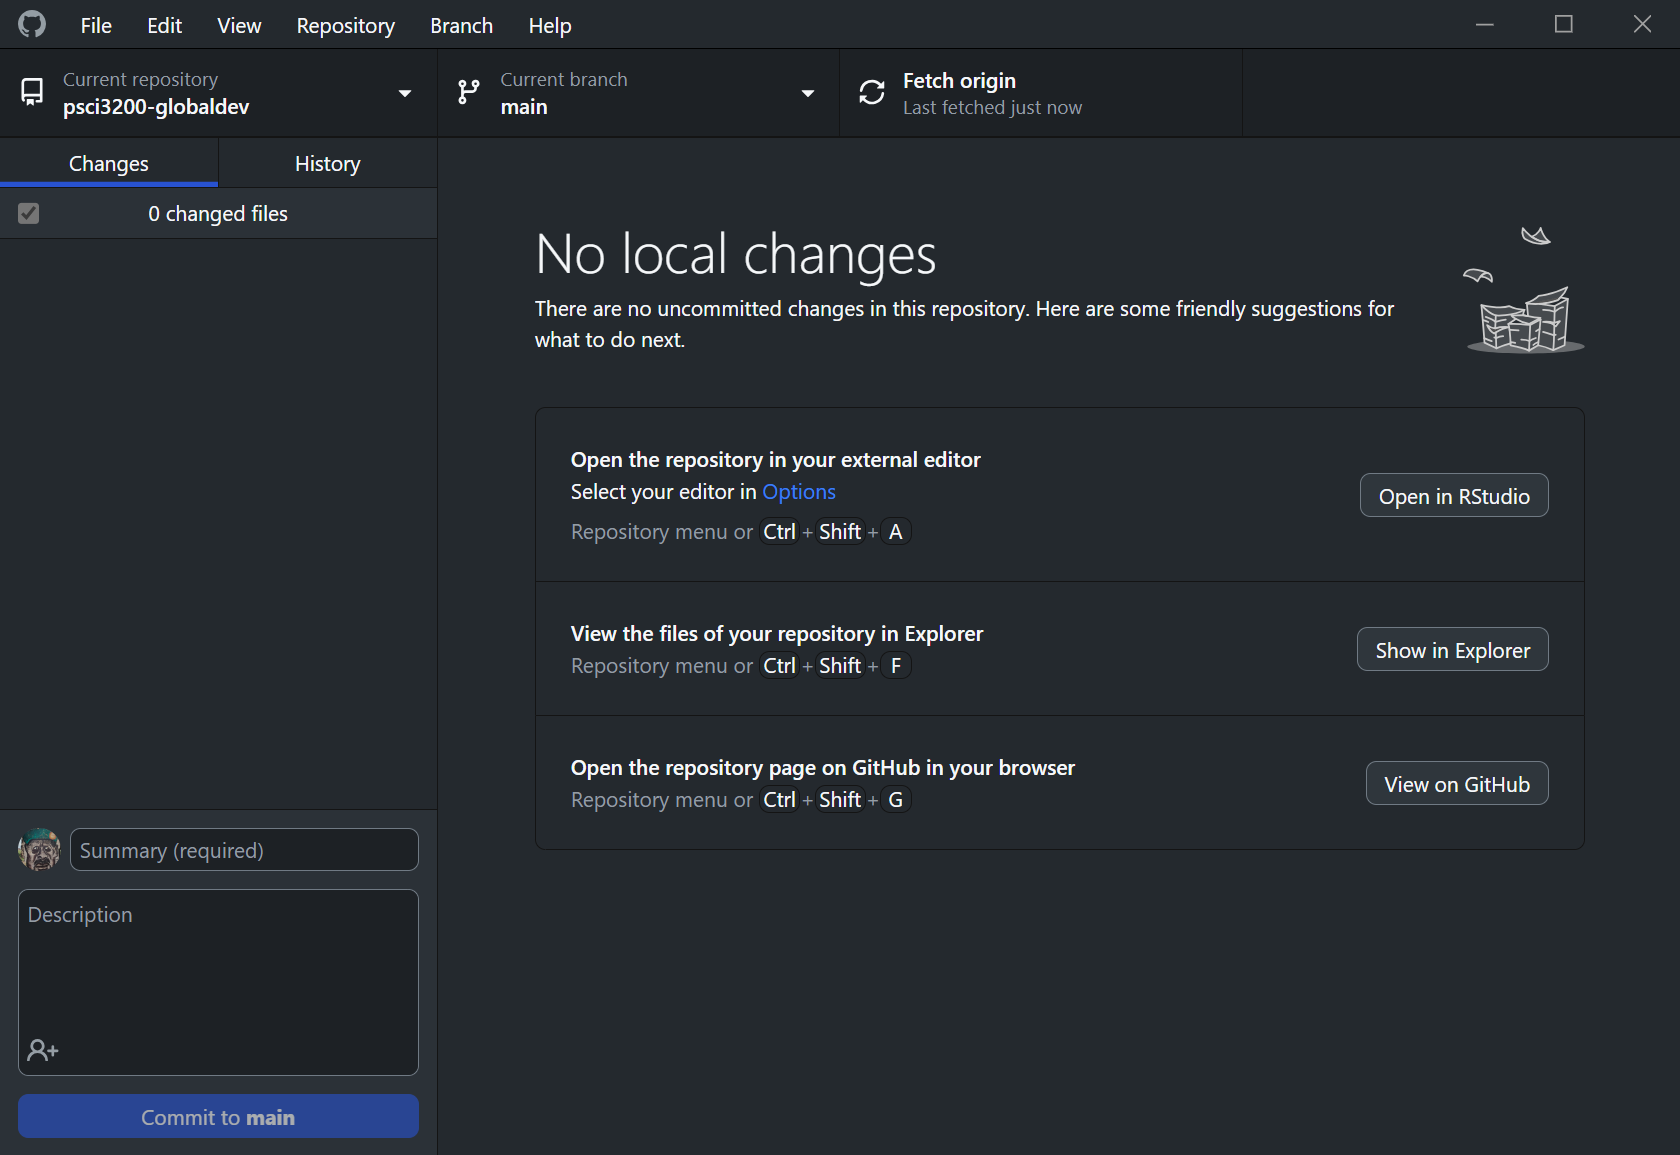 File Edit View Repository Branch Help
Current repository
psci3200-globaldev
Current branch
main
Fetch origin
Last fetched just now
Changes
History
0 changed files
No local changes
There are no uncommitted changes in this repository. Here are some friendly suggestions for
what to do next.
Open the repository in your external editor
Select your editor in Options
Repository menu or Ctrl + Shift + A
Open in RStudio
View the files of your repository in Explorer
Repository menu or Ctrl + Shift + F
Show in Explorer
Open the repository page on GitHub in your browser
Repository menu or Ctrl + Shift + G
View on GitHub
Summary (required)
Description
Commit to main